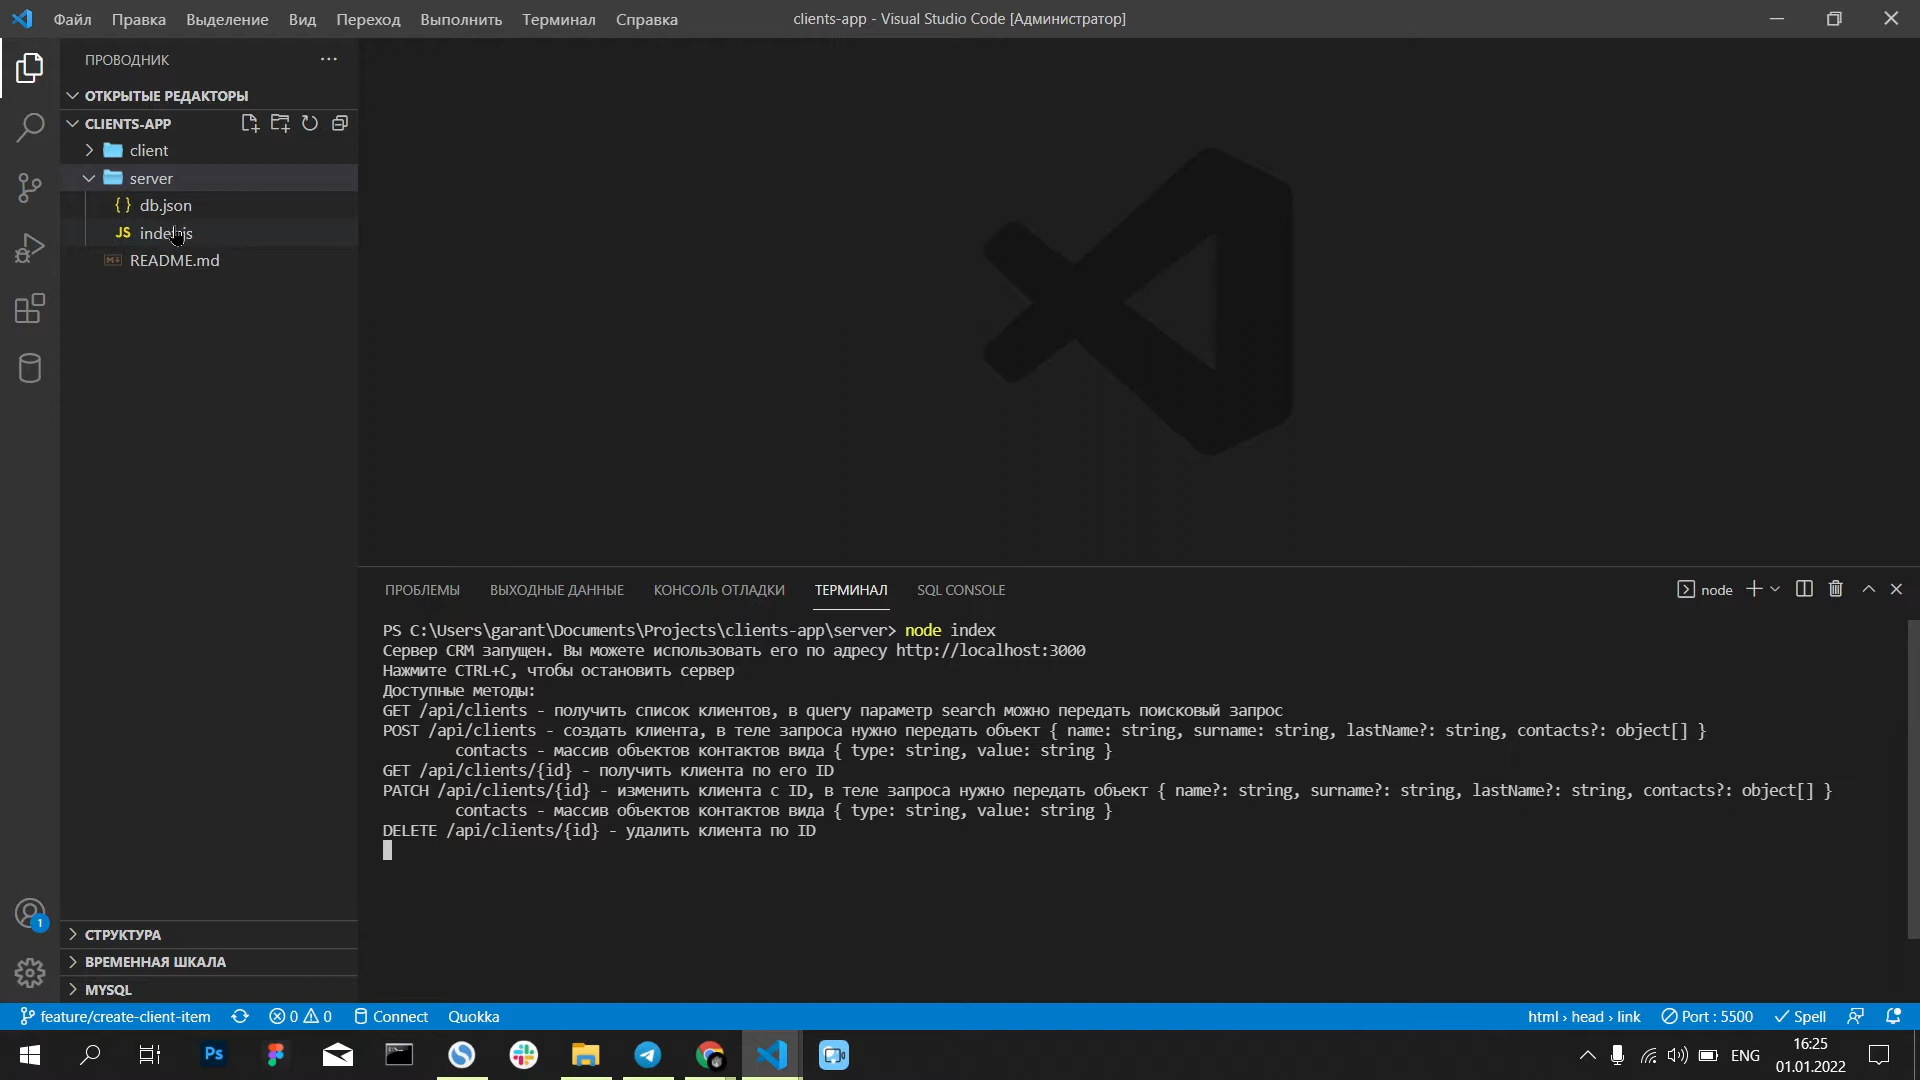 Файл Правка Выделение Вид Переход Выполнить Терминал Справка
clients-app - Visual Studio Code [Администратор]
ПРОВОДНИК
ОТКРЫТЫЕ РЕДАКТОРЫ
CLIENTS-APP
client
server
{ } db.json
JS index.js
README.md
СТРУКТУРА
ВРЕМЕННАЯ ШКАЛА
MYSQL
ПРОБЛЕМЫ ВЫХОДНЫЕ ДАННЫЕ КОНСОЛЬ ОТЛАДКИ ТЕРМИНАЛ SQL CONSOLE
node
PS C:\Users\garant\Documents\Projects\clients-app\server> node index
Сервер CRM запущен. Вы можете использовать его по адресу http://localhost:3000
Нажмите CTRL+C, чтобы остановить сервер
Доступные методы:
GET /api/clients - получить список клиентов, в query параметр search можно передать поисковый запрос
POST /api/clients - создать клиента, в теле запроса нужно передать объект { name: string, surname: string, lastName?: string, contacts?: object[] }
contacts - массив объектов контактов вида { type: string, value: string }
GET /api/clients/{id} - получить клиента по его ID
PATCH /api/clients/{id} - изменить клиента с ID, в теле запроса нужно передать объект { name?: string, surname?: string, lastName?: string, contacts?: object[] }
contacts - массив объектов контактов вида { type: string, value: string }
DELETE /api/clients/{id} - удалить клиента по ID
1
feature/create-client-item 0 0 Connect Quokka
html › head › link Port : 5500 Spell
Ps
ENG
16:25
01.01.2022